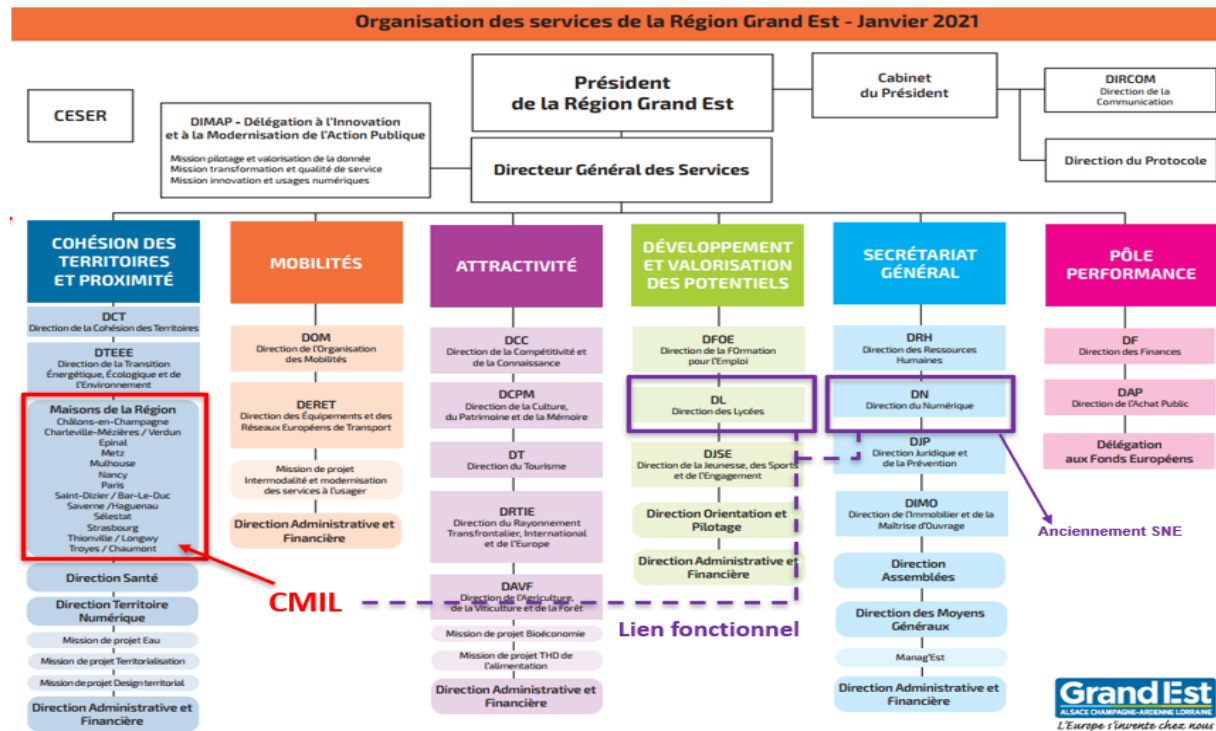 Organisation des services de la Région Grand Est - Janvier 2021
CESER
DIMAP - Délégation à l'Innovation
et à la Modernisation de l'Action Publique
Mission pilotage et valorisation de la donnée
Mission transformation et qualité de service
Mission innovation et usages numériques
Président
de la Région Grand Est
Cabinet
du Président
DIRCOM
Direction de la
Communication
Directeur Général des Services
Direction du Protocole
COHÉSION DES
TERRITOIRES
ET PROXIMITÉ
DCT
Direction de la Cohésion des Territoires
DTEEE
Direction de la Transition
Énergétique, Écologique et de
l'Environnement
Maisons de la Région
Châlons-en-Champagne
Charleville-Mézières / Verdun
Epinal
Metz
Mulhouse
Nancy
Paris
Saint-Dizier / Bar-Le-Duc
Saverne /Haguenau
Sélestat
Strasbourg
Thionville / Longwy
Troyes / Chaumont
Direction Santé
Direction Territoire
Numérique
Mission de projet Eau
Mission de projet Territorialisation
Mission de projet Design territorial
Direction Administrative et
Financière
MOBILITÉS
DOM
Direction de l'Organisation
des Mobilités
DERET
Direction des Équipements et des
Réseaux Européens de Transport
Mission de projet
Intermodalité et modernisation
des services à l'usager
Direction Administrative et
Financière
CMIL
ATTRACTIVITÉ
DCC
Direction de la Compétitivité et
de la Connaissance
DCPM
Direction de la Culture,
du Patrimoine et de la Mémoire
DT
Direction du Tourisme
DRTIE
Direction du Rayonnement
Transfrontalier, International
et de l'Europe
DAVF
Direction de l'Agriculture,
de la Viticulture et de la Forêt
Mission de projet Bioéconomie
Mission de projet THD de
l'alimentation
Direction Administrative et
Financière
DÉVELOPPEMENT
ET VALORISATION
DES POTENTIELS
DFOE
Direction de la FOrmation
pour l'Emploi
DL
Direction des Lycées
DJSE
Direction de la Jeunesse, des Sports
et de l'Engagement
Direction Orientation et
Pilotage
Direction Administrative et
Financière
Lien fonctionnel
SECRÉTARIAT
GÉNÉRAL
DRH
Direction des Ressources
Humaines
DN
Direction du Numérique
DJP
Direction Juridique et
de la Prévention
DIMO
Direction de l'Immobilier et de la
Maîtrise d'Ouvrage
Direction
Assemblées
Direction des Moyens
Généraux
Manag'Est
Direction Administrative et
Financière
PÔLE
PERFORMANCE
DF
Direction des Finances
DAP
Direction de l'Achat Public
Délégation
aux Fonds Européens
Anciennement SNE
Grand Est
ALSACE CHAMPAGNE-ARDENNE LORRAINE
L'Europe s'invente chez nous